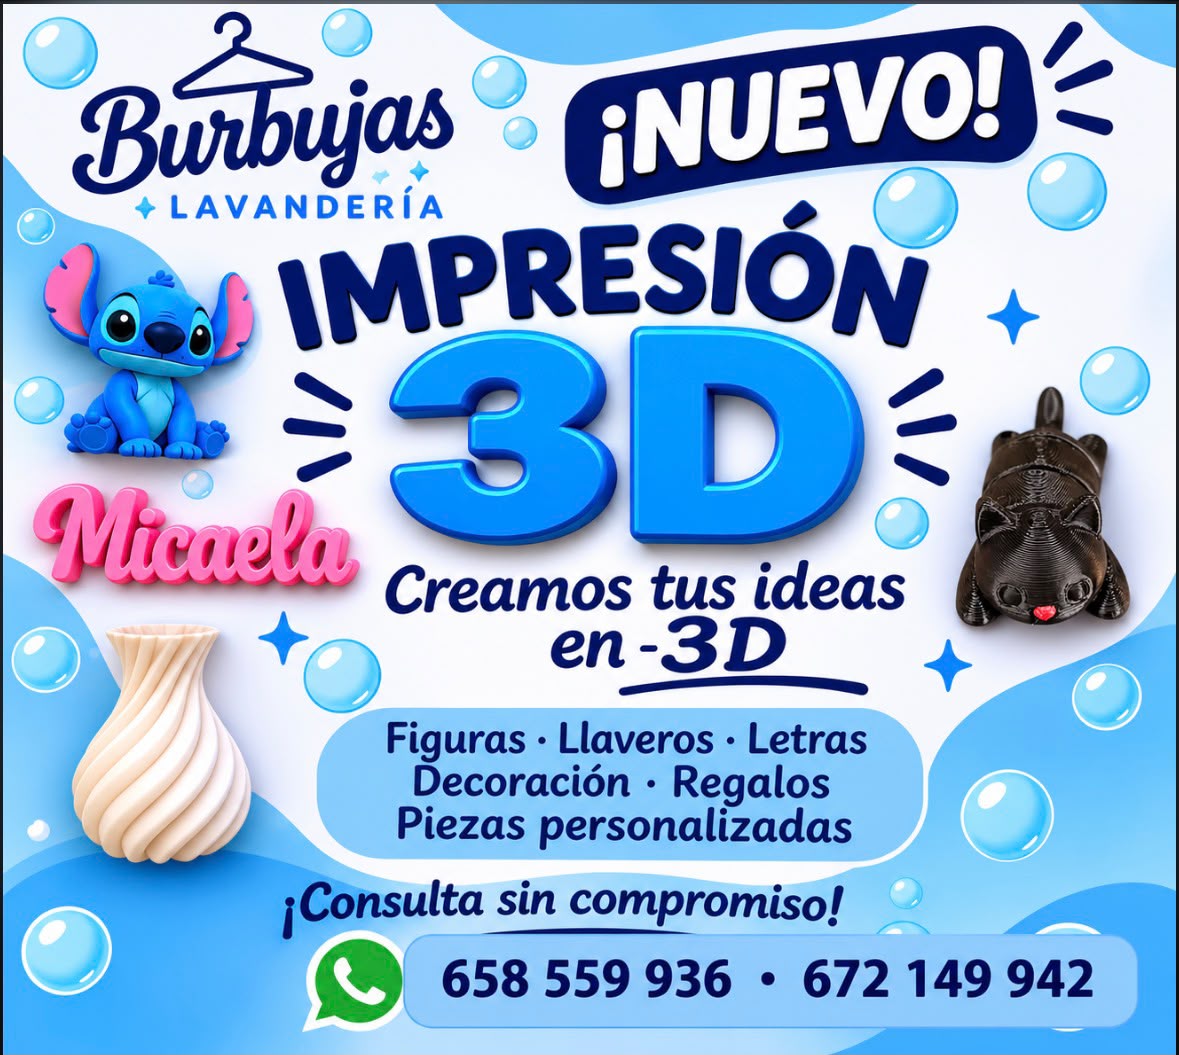 Burbujas
LAVANDERÍA
¡NUEVO!
IMPRESIÓN
3D
Micaela
Creamos tus ideas
en -3D
Figuras · Llaveros · Letras
Decoración · Regalos
Piezas personalizadas
¡Consulta sin compromiso!
658 559 936 • 672 149 942